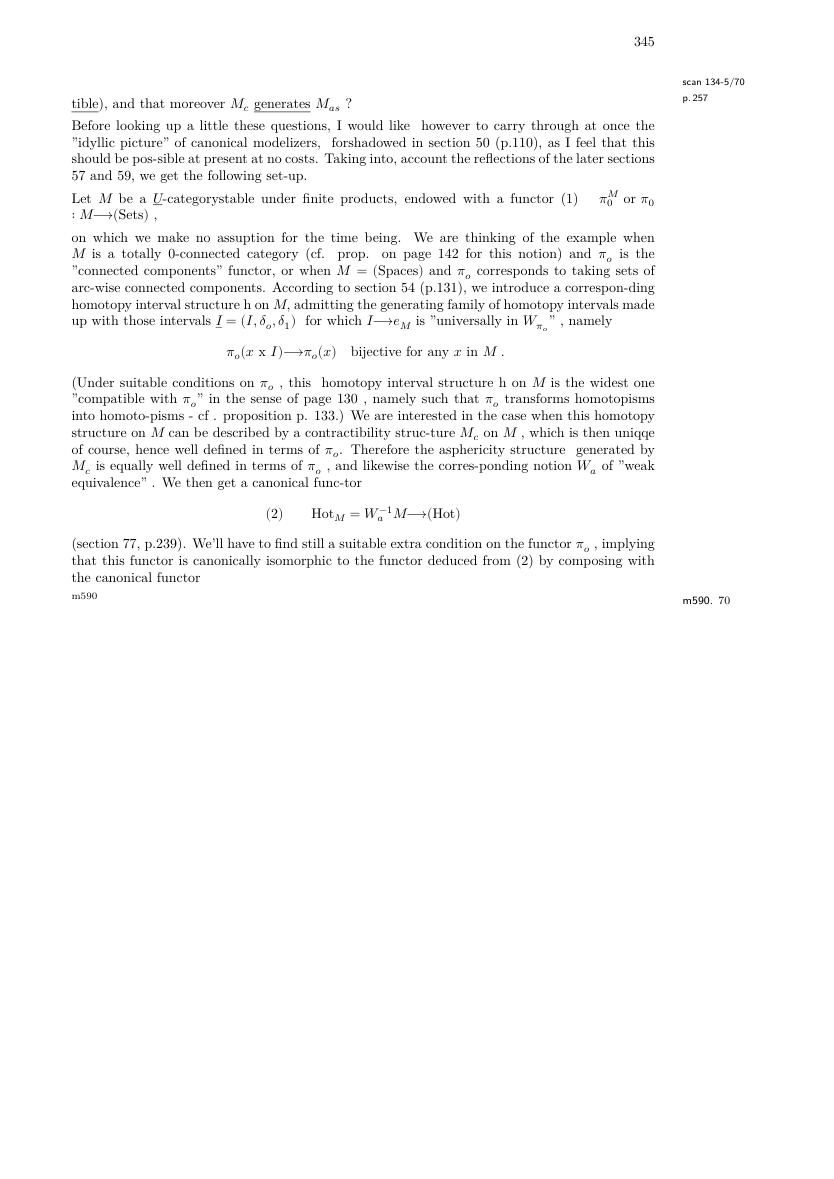 345
scan 134-5/70
tible), and that moreover M_c generates M_as ?
p. 257
Before looking up a little these questions, I would like however to carry through at once the
”idyllic picture” of canonical modelizers, forshadowed in section 50 (p.110), as I feel that this
should be pos-sible at present at no costs. Taking into, account the reflections of the later sections
57 and 59, we get the following set-up.
Let M be a U-categorystable under finite products, endowed with a functor (1) π_0^M or π_0
: M⟶(Sets) ,
on which we make no assuption for the time being. We are thinking of the example when
M is a totally 0-connected category (cf. prop. on page 142 for this notion) and π_o is the
”connected components” functor, or when M = (Spaces) and π_o corresponds to taking sets of
arc-wise connected components. According to section 54 (p.131), we introduce a correspon-ding
homotopy interval structure h on M, admitting the generating family of homotopy intervals made
up with those intervals I = (I, δ_o, δ_1) for which I⟶e_M is ”universally in W_{π_o}” , namely
π_o(x x I)⟶π_o(x) bijective for any x in M .
(Under suitable conditions on π_o , this homotopy interval structure h on M is the widest one
”compatible with π_o” in the sense of page 130 , namely such that π_o transforms homotopisms
into homoto-pisms - cf . proposition p. 133.) We are interested in the case when this homotopy
structure on M can be described by a contractibility struc-ture M_c on M , which is then uniqqe
of course, hence well defined in terms of π_o. Therefore the asphericity structure generated by
M_c is equally well defined in terms of π_o , and likewise the corres-ponding notion W_a of ”weak
equivalence” . We then get a canonical func-tor
(2) Hot_M = W_a^{-1}M⟶(Hot)
(section 77, p.239). We’ll have to find still a suitable extra condition on the functor π_o , implying
that this functor is canonically isomorphic to the functor deduced from (2) by composing with
the canonical functor
m590
m590. 70